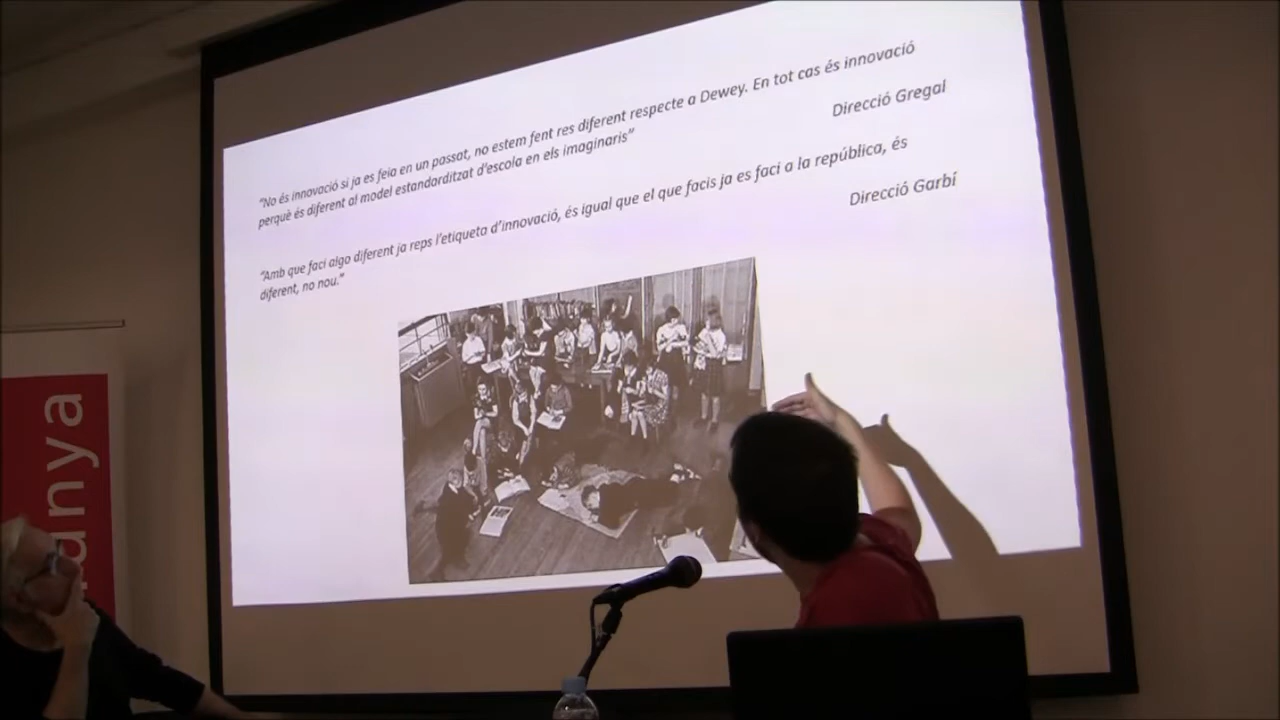 “No és innovació si ja es feia en un passat, no estem fent res diferent respecte a Dewey. En tot cas és innovació
perquè és diferent al model estandarditzat d’escola en els imaginaris”
Direcció Gregal
“Amb que faci algo diferent ja reps l’etiqueta d’innovació, és igual que el que facis ja es faci a la república, és
diferent, no nou.”
Direcció Garbí
anya